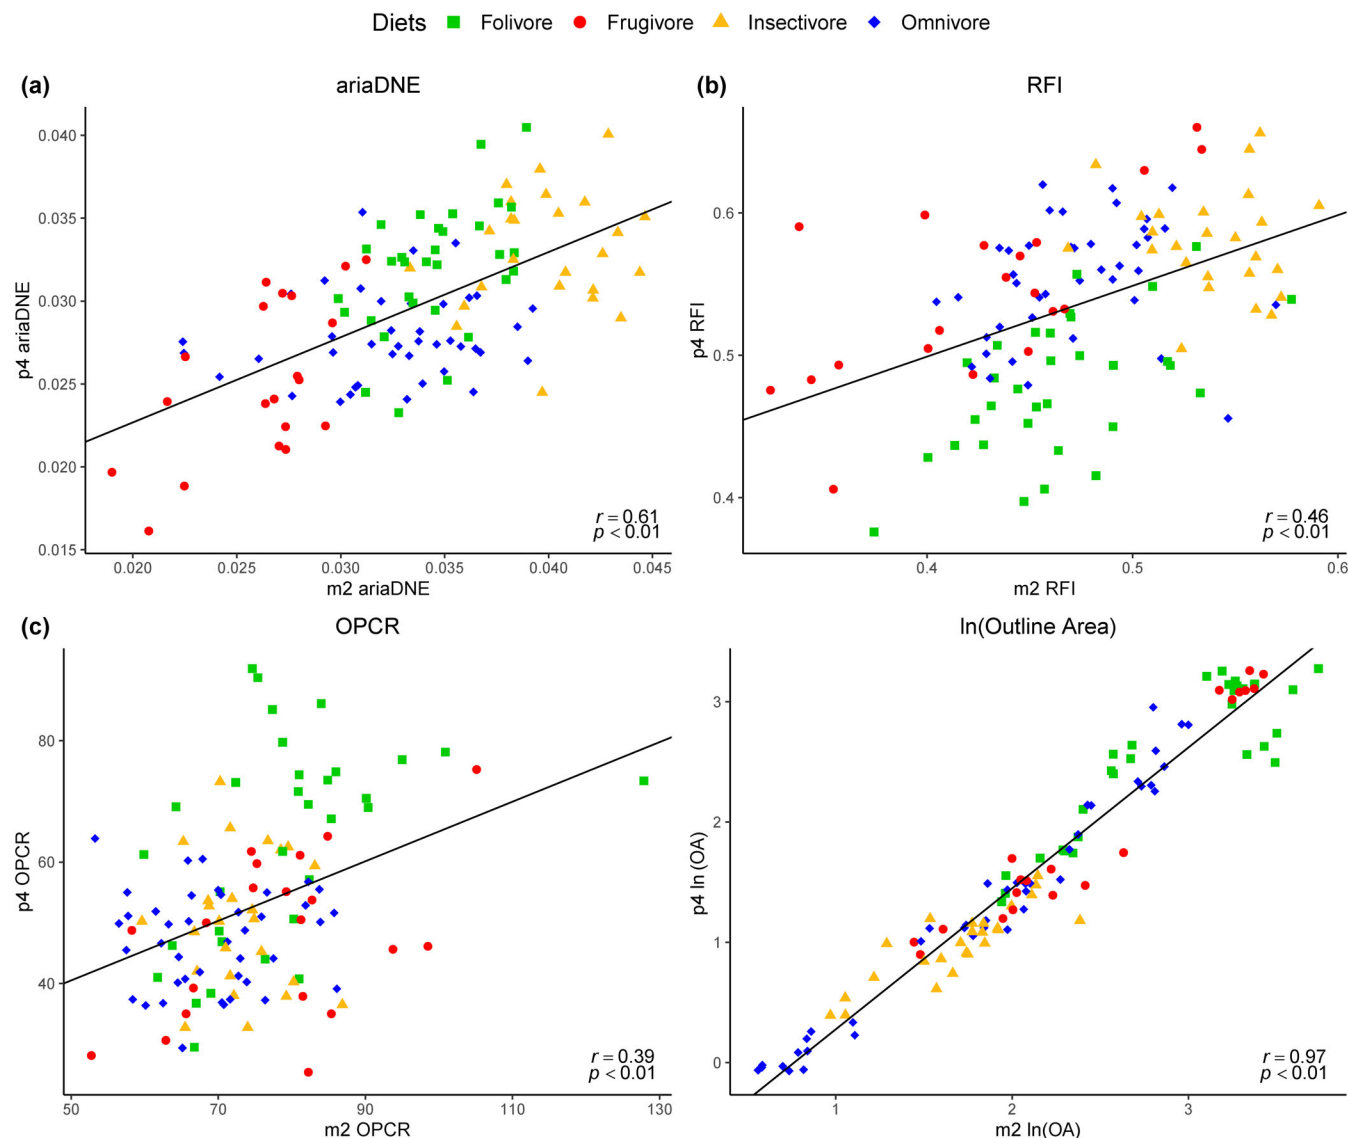 Diets Folivore Frugivore Insectivore Omnivore
(a) ariaDNE
0.040
0.035
0.030
0.025
0.020
0.015
p4 ariaDNE
r = 0.61
p < 0.01
0.020 0.025 0.030 0.035 0.040 0.045
m2 ariaDNE
(b) RFI
0.6
0.5
0.4
p4 RFI
r = 0.46
p < 0.01
0.4 0.5 0.6
m2 RFI
(c) OPCR
80
60
40
p4 OPCR
r = 0.39
p < 0.01
50 70 90 110 130
m2 OPCR
ln(Outline Area)
3
2
1
0
p4 ln (OA)
r = 0.97
p < 0.01
1 2 3
m2 ln(OA)